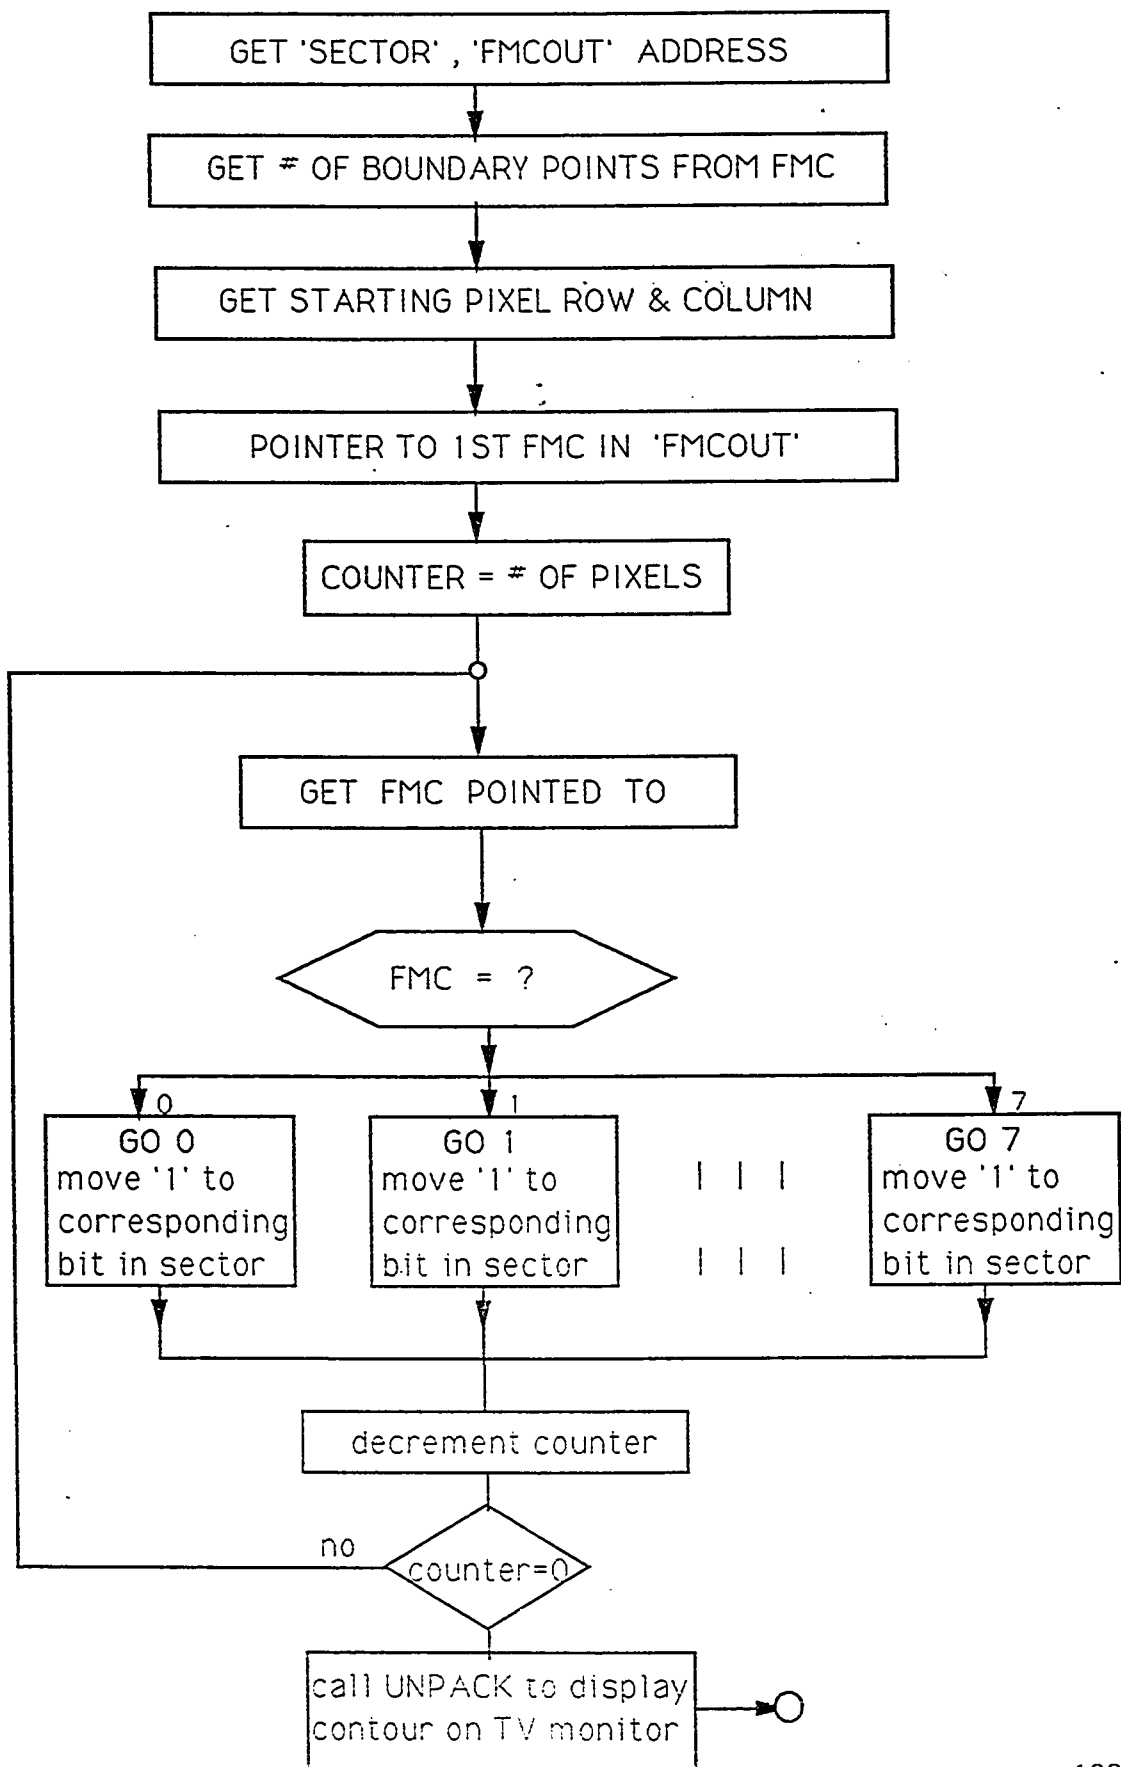 GET 'SECTOR', 'FMCOUT' ADDRESS
GET # OF BOUNDARY POINTS FROM FMC
GET STARTING PIXEL ROW & COLUMN
POINTER TO 1ST FMC IN 'FMCOUT'
COUNTER = # OF PIXELS
GET FMC POINTED TO
FMC = ?
0
GO 0
move '1' to
corresponding
bit in sector
1
GO 1
move '1' to
corresponding
bit in sector
7
GO 7
move '1' to
corresponding
bit in sector
decrement counter
no
counter=0
call UNPACK to display
contour on TV monitor